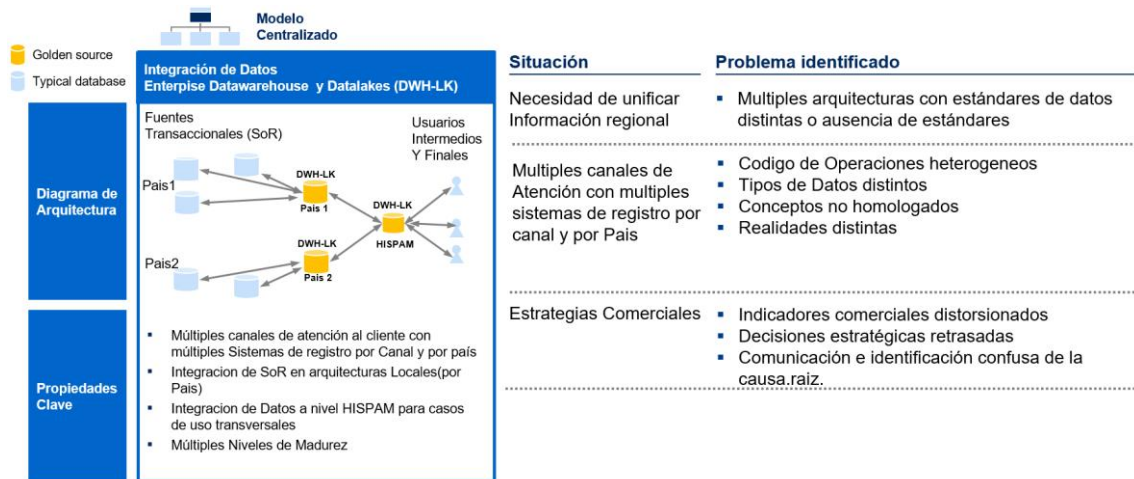 Modelo
Centralizado
Golden source
Typical database
Integración de Datos
Enterpise Datawarehouse y Datalakes (DWH-LK)
Diagrama de
Arquitectura
Fuentes
Transaccionales (SoR)
Usuarios
Intermedios
Y Finales
Pais1
DWH-LK
Pais 1
DWH-LK
HISPAM
DWH-LK
Pais 2
Pais2
Propiedades
Clave
▪ Múltiples canales de atención al cliente con
múltiples Sistemas de registro por Canal y por país
▪ Integracion de SoR en arquitecturas Locales(por
Pais)
▪ Integracion de Datos a nivel HISPAM para casos
de uso transversales
▪ Múltiples Niveles de Madurez
Situación
Problema identificado
Necesidad de unificar
Información regional
▪ Multiples arquitecturas con estándares de datos
distintas o ausencia de estándares
Multiples canales de
Atención con multiples
sistemas de registro por
canal y por Pais
▪ Codigo de Operaciones heterogeneos
▪ Tipos de Datos distintos
▪ Conceptos no homologados
▪ Realidades distintas
Estrategias Comerciales
▪ Indicadores comerciales distorsionados
▪ Decisiones estratégicas retrasadas
▪ Comunicación e identificación confusa de la
causa.raiz.